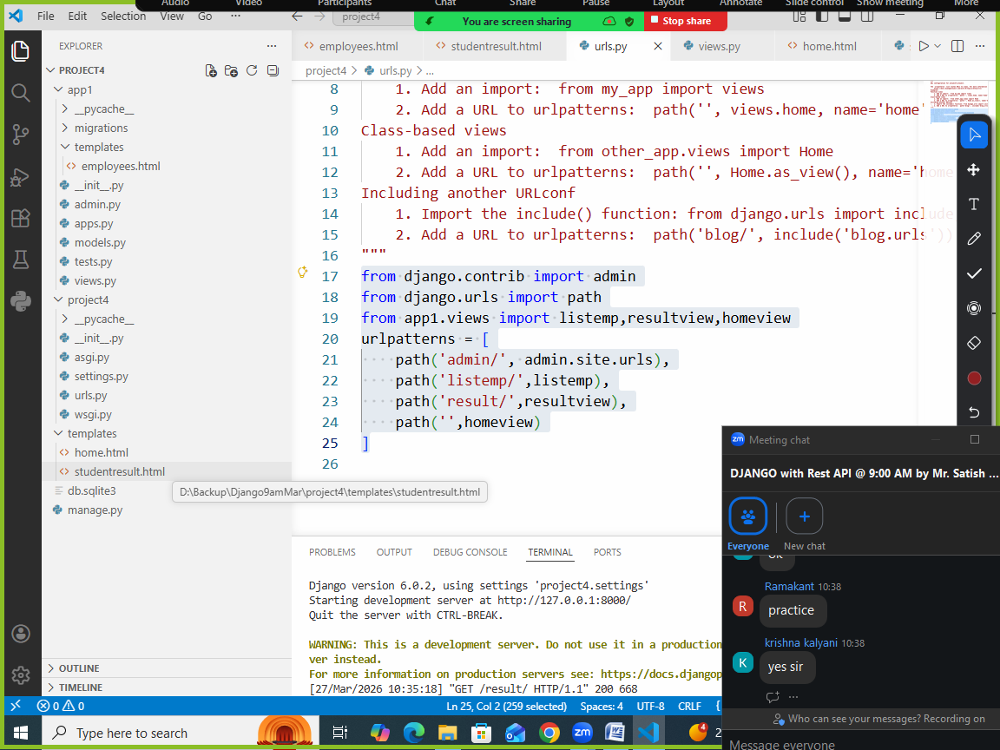 Audio Video Participants Chat Share Pause Layout Annotate Slide control Show meeting More
File Edit Selection View Go ··· project4
You are screen sharing Stop share
EXPLORER ···
employees.html studentresult.html urls.py views.py home.html
PROJECT4
project4 > urls.py > ...
app1
__pycache__
migrations
templates
employees.html
__init__.py
admin.py
apps.py
models.py
tests.py
views.py
project4
__pycache__
__init__.py
asgi.py
settings.py
urls.py
wsgi.py
templates
home.html
studentresult.html
db.sqlite3
manage.py
OUTLINE
TIMELINE
8 1. Add an import:  from my_app import views
9 2. Add a URL to urlpatterns:  path('', views.home, name='home'
10 Class-based views
11 1. Add an import:  from other_app.views import Home
12 2. Add a URL to urlpatterns:  path('', Home.as_view(), name='home
13 Including another URLconf
14 1. Import the include() function: from django.urls import include
15 2. Add a URL to urlpatterns:  path('blog/', include('blog.urls'))
16 """
17 from django.contrib import admin
18 from django.urls import path
19 from app1.views import listemp,resultview,homeview
20 urlpatterns = [
21 path('admin/', admin.site.urls),
22 path('listemp/',listemp),
23 path('result/',resultview),
24 path('',homeview)
25 ]
26
D:\Backup\Django9amMar\project4\templates\studentresult.html
PROBLEMS OUTPUT DEBUG CONSOLE TERMINAL PORTS
Django version 6.0.2, using settings 'project4.settings'
Starting development server at http://127.0.0.1:8000/
Quit the server with CTRL-BREAK.
WARNING: This is a development server. Do not use it in a production
ver instead.
For more information on production servers see: https://docs.djangop
[27/Mar/2026 10:35:18] "GET /result/ HTTP/1.1" 200 668
zm Meeting chat
DJANGO with Rest API @ 9:00 AM by Mr. Satish ...
Everyone New chat
OK
Ramakant 10:38
R practice
krishna kalyani 10:38
K yes sir
Who can see your messages? Recording on
Message everyone
0 0 Ln 25, Col 2 (259 selected) Spaces: 4 UTF-8 CRLF {
Type here to search zm 4 2